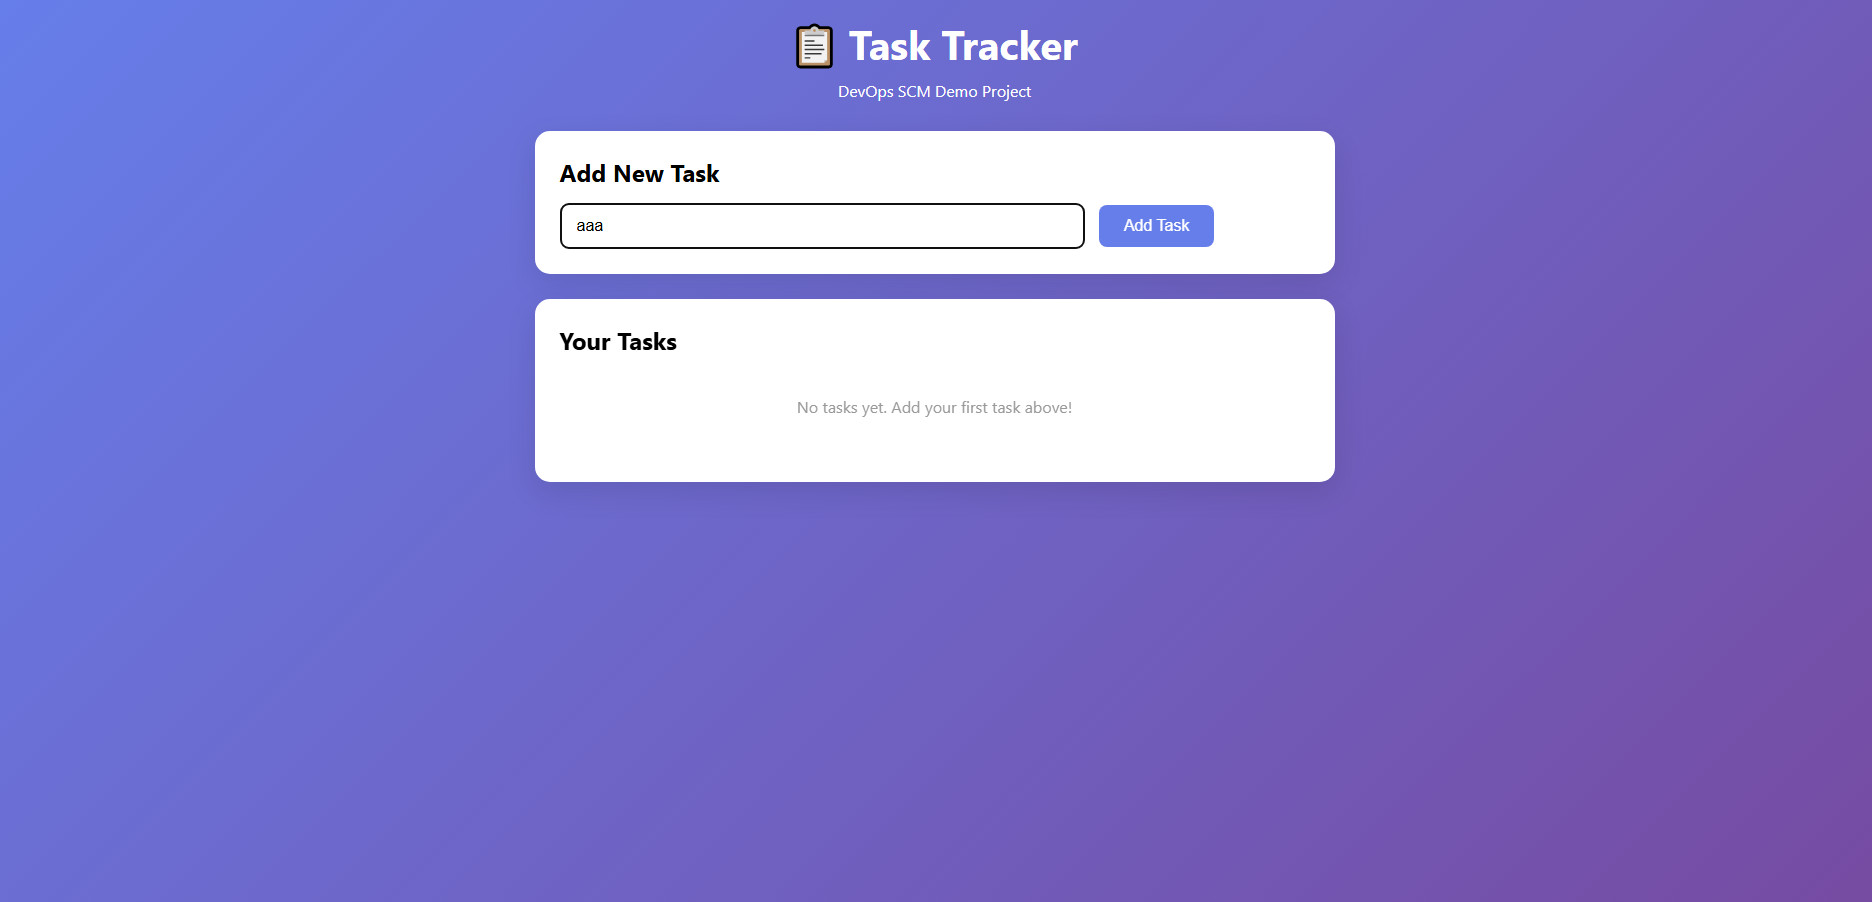 Task Tracker
DevOps SCM Demo Project
Add New Task
aaa
Add Task
Your Tasks
No tasks yet. Add your first task above!